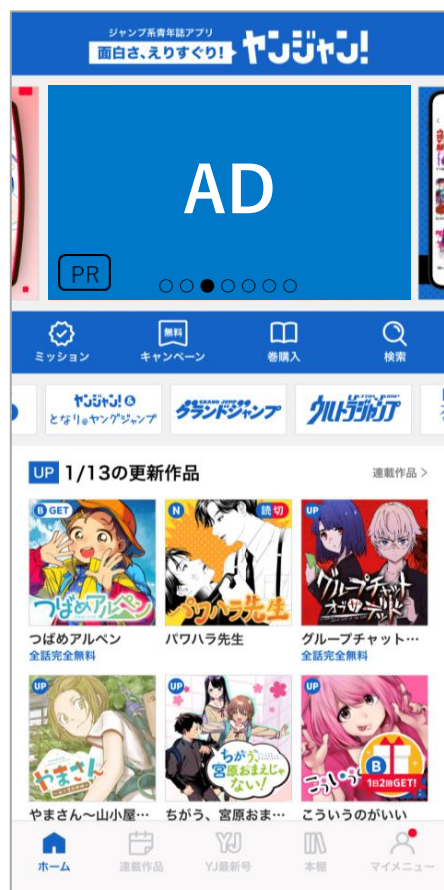 ジャンプ系青年誌アプリ
面白さ、えりすぐり! ヤンジャン!
AD
PR
ミッション
無料
キャンペーン
巻購入
検索
ヤンジャン!
となりのヤングジャンプ
GRAND JUMP
グランドジャンプ
ウルトラジャンプ
UP 1/13の更新作品
連載作品 >
B GET
つばめアルペン
つばめアルペン
全話完全無料
N 読切
パワハラ先生
パワハラ先生
UP
グループチャット オブ ザ デッド
グループチャット…
全話完全無料
UP
やまさん
やまさん~山小屋…
UP
ちがう、宮原おまえじゃない!
ちがう、宮原おま…
UP
こういうのがいい
B
1日2回GET!
ホーム
連載作品
YJ
YJ最新号
本棚
マイメニュー